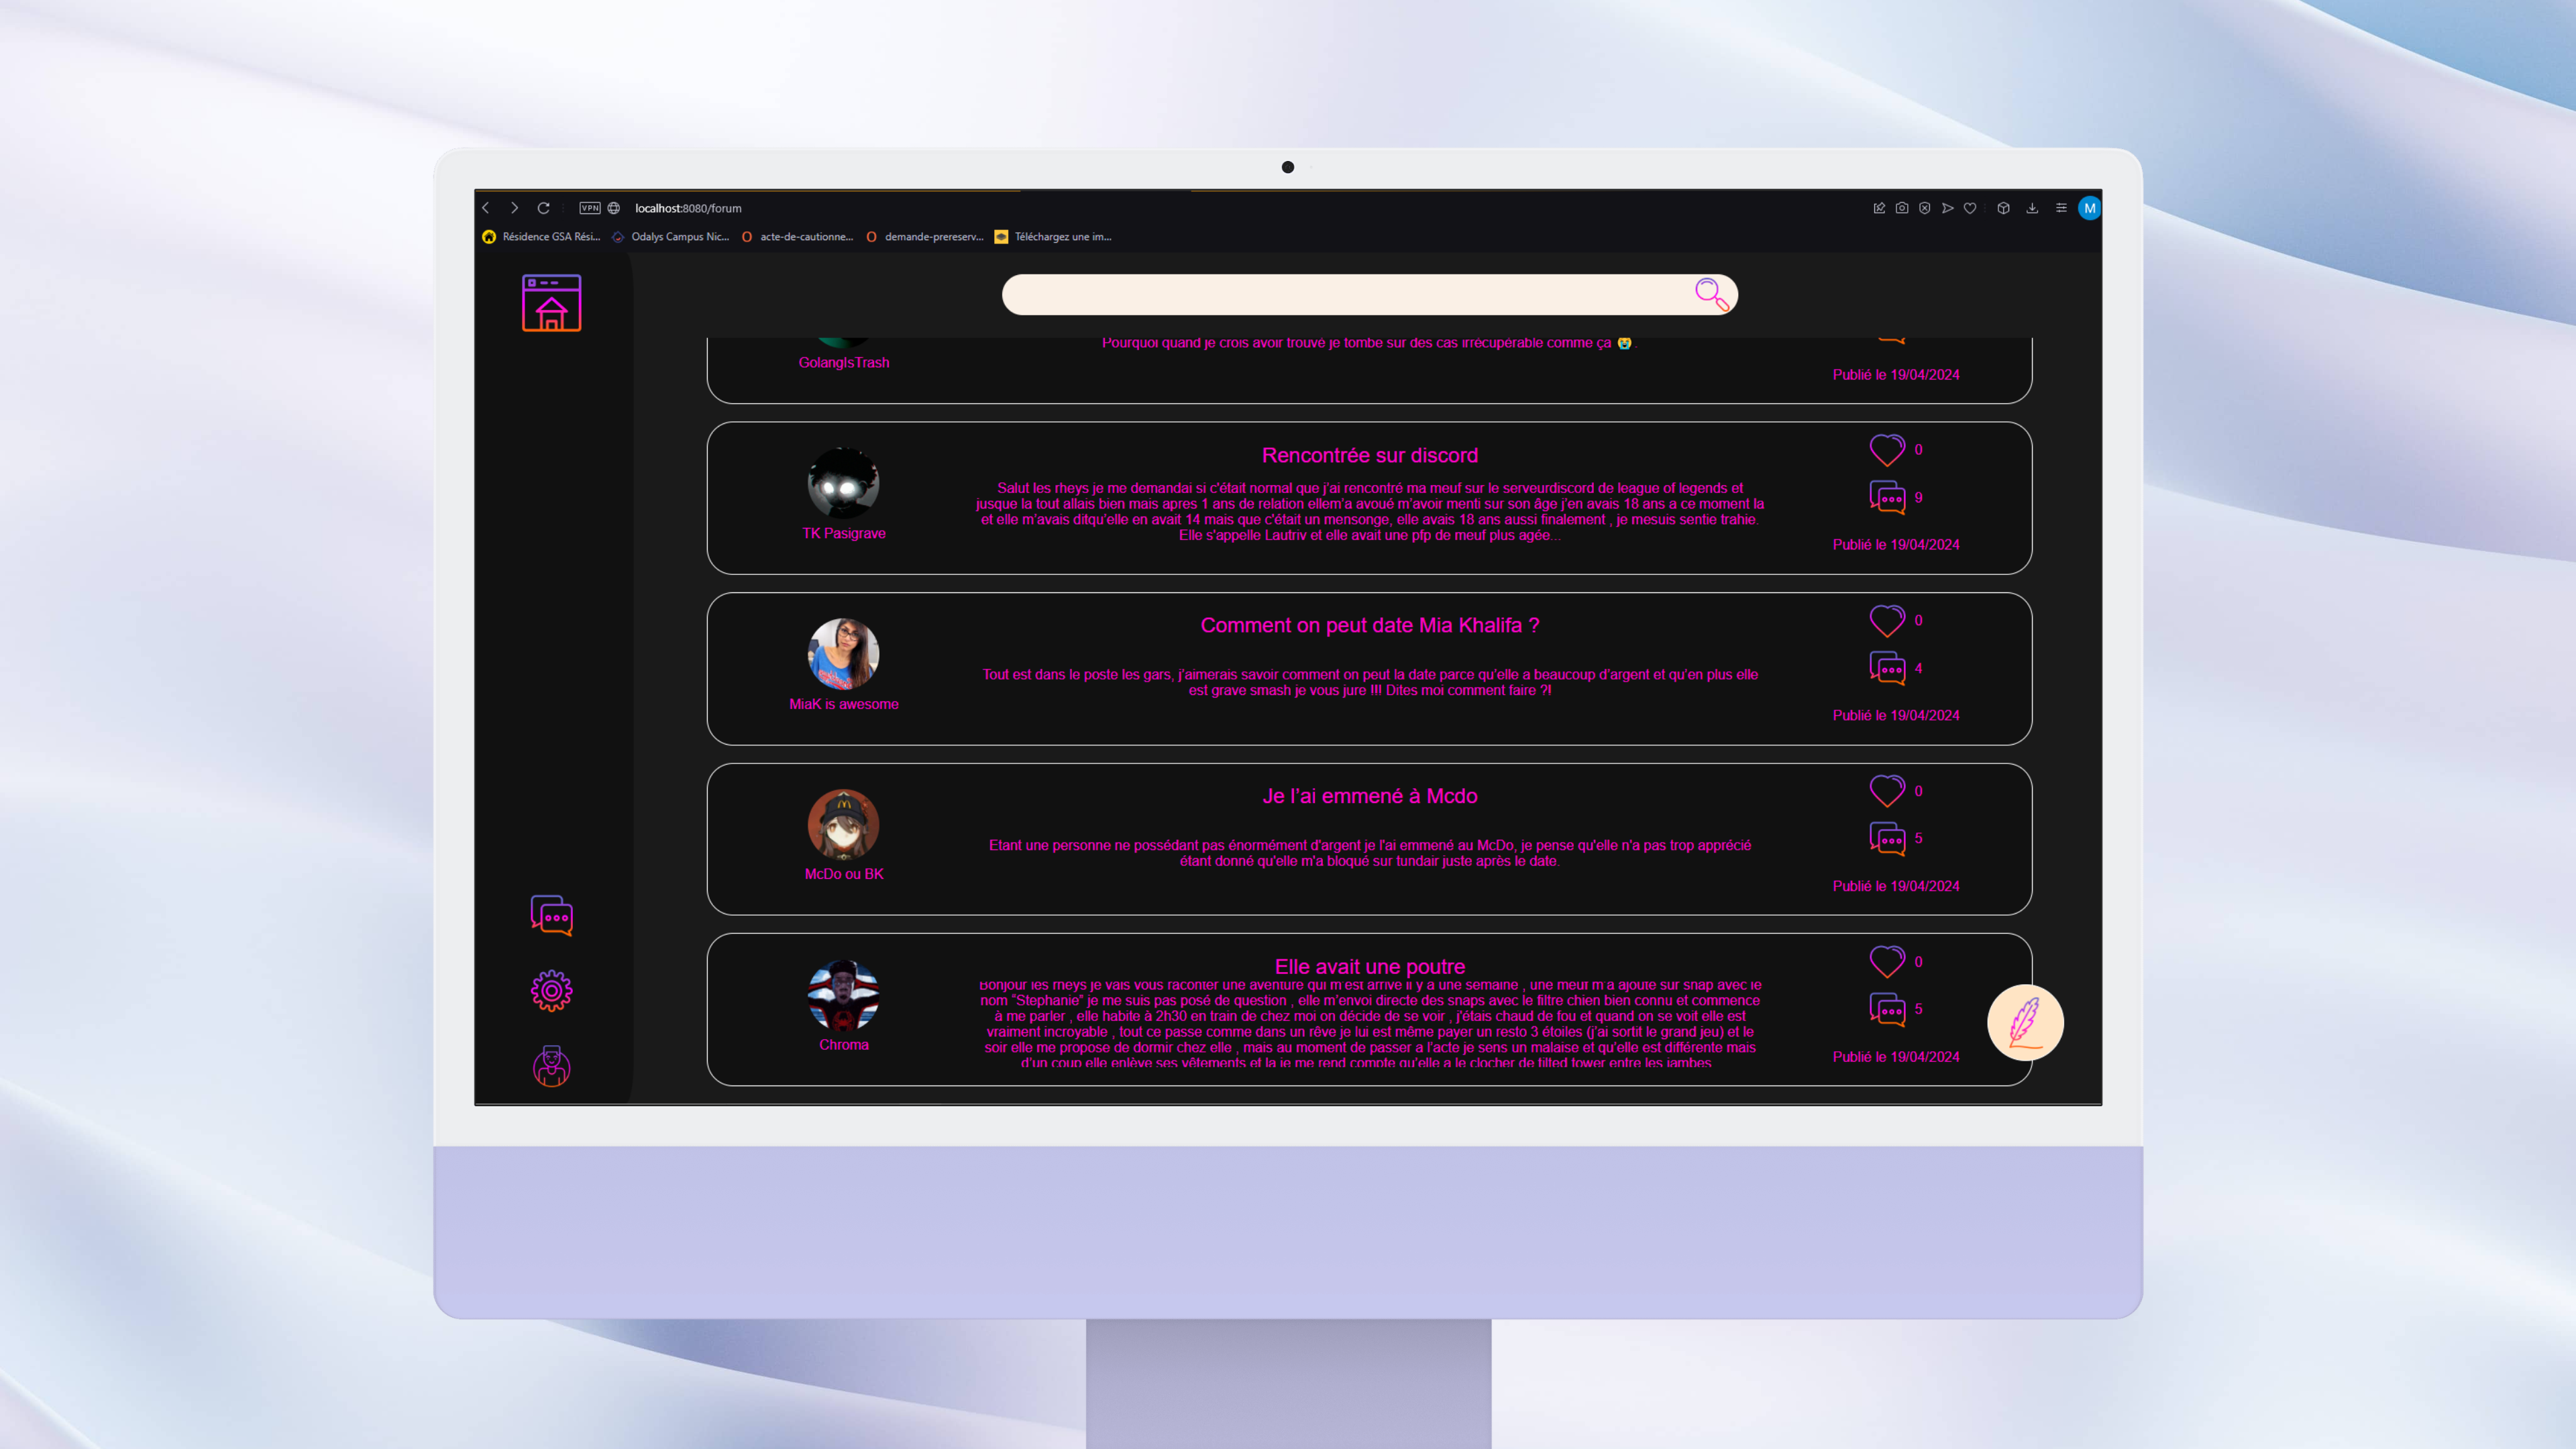 VPN localhost:8080/forum
M
Résidence GSA Rési... Odalys Campus Nic... acte-de-cautionne... demande-prereserv... Téléchargez une im...
Pourquoi quand je crois avoir trouvé je tombe sur des cas irrécupérable comme ça 😭
GolangIsTrash
Publié le 19/04/2024
Rencontrée sur discord
0
Salut les rheys je me demandai si c'était normal que j'ai rencontré ma meuf sur le serveurdiscord de league of legends et
jusque la tout allais bien mais apres 1 ans de relation ellem'a avoué m'avoir menti sur son âge j'en avais 18 ans a ce moment la
et elle m'avais ditqu'elle en avait 14 mais que c'était un mensonge, elle avais 18 ans aussi finalement , je mesuis sentie trahie.
Elle s'appelle Lautriv et elle avait une pfp de meuf plus agée...
9
TK Pasigrave
Publié le 19/04/2024
Comment on peut date Mia Khalifa ?
0
Tout est dans le poste les gars, j'aimerais savoir comment on peut la date parce qu'elle a beaucoup d'argent et qu'en plus elle
est grave smash je vous jure !!! Dites moi comment faire ?!
4
MiaK is awesome
Publié le 19/04/2024
Je l'ai emmené à Mcdo
0
Etant une personne ne possédant pas énormément d'argent je l'ai emmené au McDo, je pense qu'elle n'a pas trop apprécié
étant donné qu'elle m'a bloqué sur tundair juste après le date.
5
McDo ou BK
Publié le 19/04/2024
Elle avait une poutre
0
Bonjour les rheys je vais vous raconter une aventure qui m'est arrivé il y a une semaine , une meuf m'a ajouté sur snap avec le
nom "Stephanie" je me suis pas posé de question , elle m'envoi directe des snaps avec le filtre chien bien connu et commence
à me parler , elle habite à 2h30 en train de chez moi on décide de se voir , j'étais chaud de fou et quand on se voit elle est
vraiment incroyable , tout ce passe comme dans un rêve je lui est même payer un resto 3 étoiles (j'ai sortit le grand jeu) et le
soir elle me propose de dormir chez elle , mais au moment de passer a l'acte je sens un malaise et qu'elle est différente mais
d'un coup elle enlève ses vêtements et la je me rend compte qu'elle a le clocher de tilted tower entre les jambes
5
Chroma
Publié le 19/04/2024